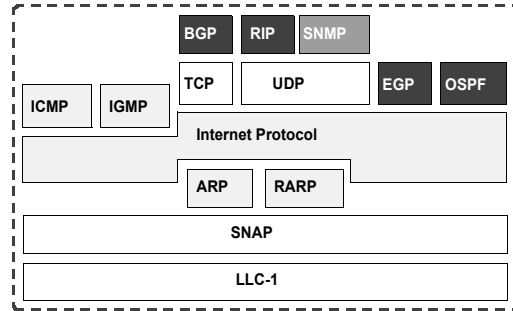 BGP RIP SNMP
TCP UDP EGP OSPF
ICMP IGMP
Internet Protocol
ARP RARP
SNAP
LLC-1